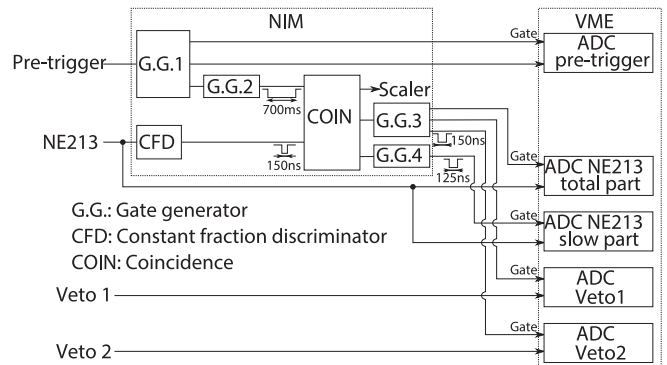 NIM
VME
Gate
ADC
pre-trigger
Pre-trigger
G.G.1
G.G.2
700ms
COIN
Scaler
G.G.3
150ns
NE213
CFD
150ns
G.G.4
125ns
Gate
ADC NE213
total part
G.G.: Gate generator
CFD: Constant fraction discriminator
COIN: Coincidence
Gate
ADC NE213
slow part
Gate
ADC
Veto1
Veto 1
Gate
ADC
Veto2
Veto 2